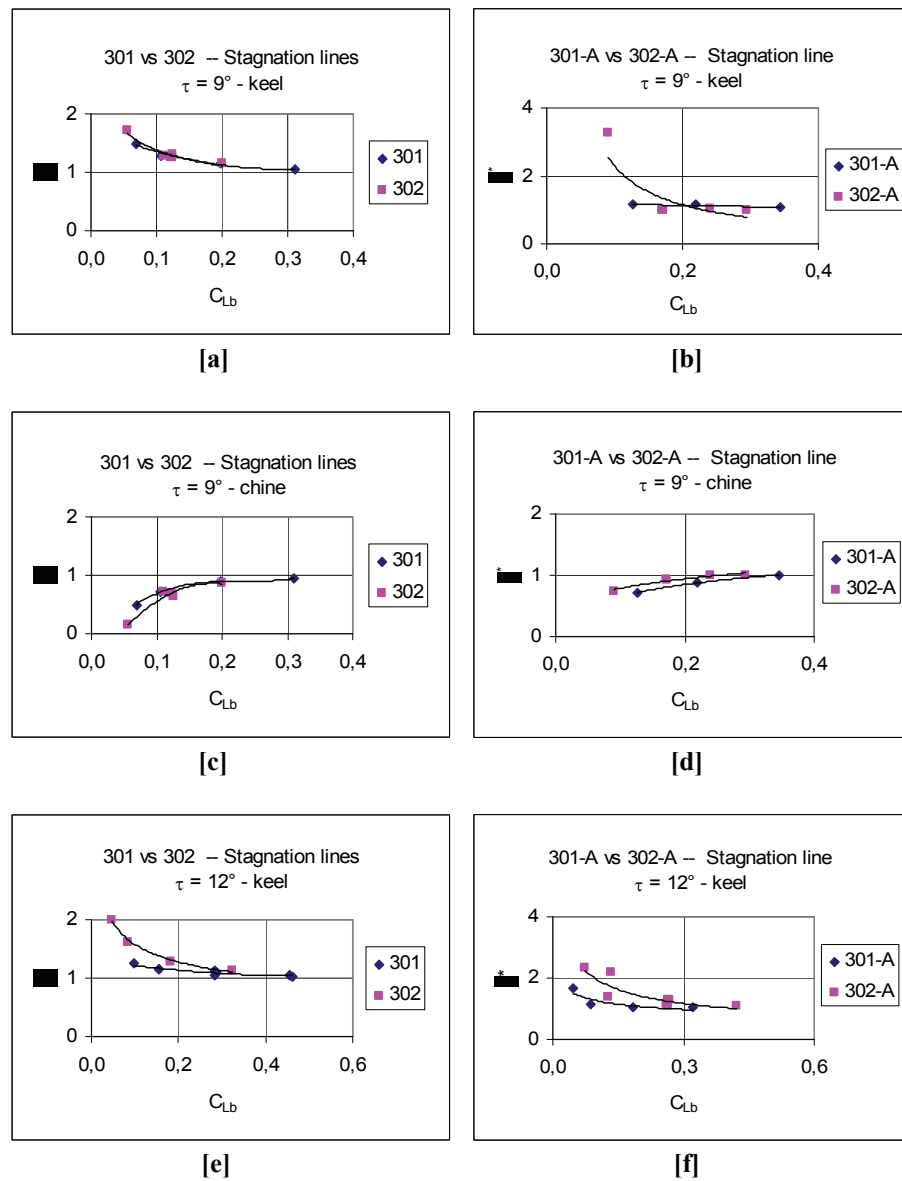 301 vs 302 -- Stagnation lines
τ = 9° - keel
2
1
0
0,0 0,1 0,2 0,3 0,4
C_Lb
301
302
[a]
301-A vs 302-A -- Stagnation line
τ = 9° - keel
4
2
0
*
0,0 0,2 0,4
C_Lb
301-A
302-A
[b]
301 vs 302 -- Stagnation lines
τ = 9° - chine
2
1
0
0,0 0,1 0,2 0,3 0,4
C_Lb
301
302
[c]
301-A vs 302-A -- Stagnation line
τ = 9° - chine
2
1
0
*
0,0 0,2 0,4
C_Lb
301-A
302-A
[d]
301 vs 302 -- Stagnation lines
τ = 12° - keel
2
1
0
0,0 0,2 0,4 0,6
C_Lb
301
302
[e]
301-A vs 302-A -- Stagnation line
τ = 12° - keel
4
2
0
*
0,0 0,3 0,6
C_Lb
301-A
302-A
[f]